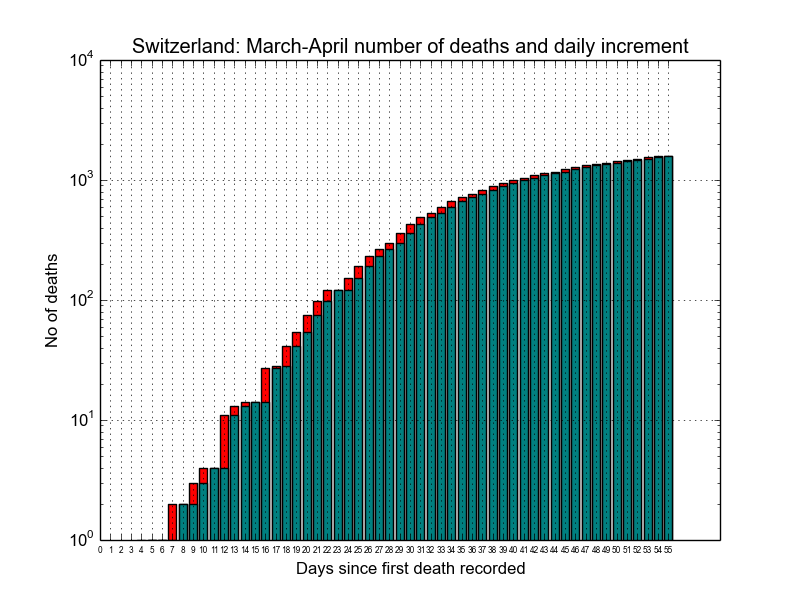 Switzerland: March-April number of deaths and daily increment
10^4
10^3
10^2
10^1
10^0
No of deaths
0 1 2 3 4 5 6 7 8 9 10 11 12 13 14 15 16 17 18 19 20 21 22 23 24 25 26 27 28 29 30 31 32 33 34 35 36 37 38 39 40 41 42 43 44 45 46 47 48 49 50 51 52 53 54 55
Days since first death recorded